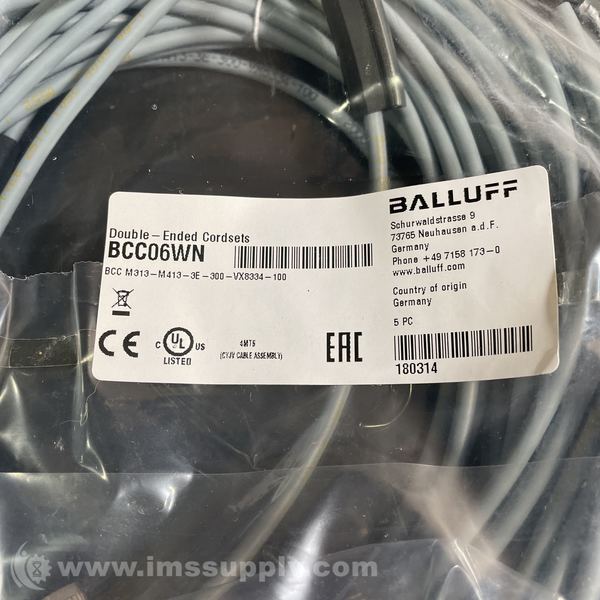 Double-Ended Cordsets
BCC06WN
BCC M313-M413-3E-300-VX8334-100
CE
C UL US
LISTED
4MT5
(CYJV CABLE ASSEMBLY)
EAC
BALLUFF
Schurwaldstrasse 9
73765 Neuhausen a.d.F.
Germany
Phone +49 7158 173-0
www.balluff.com
Country of origin
Germany
5 PC
180314
www.imssupply.com